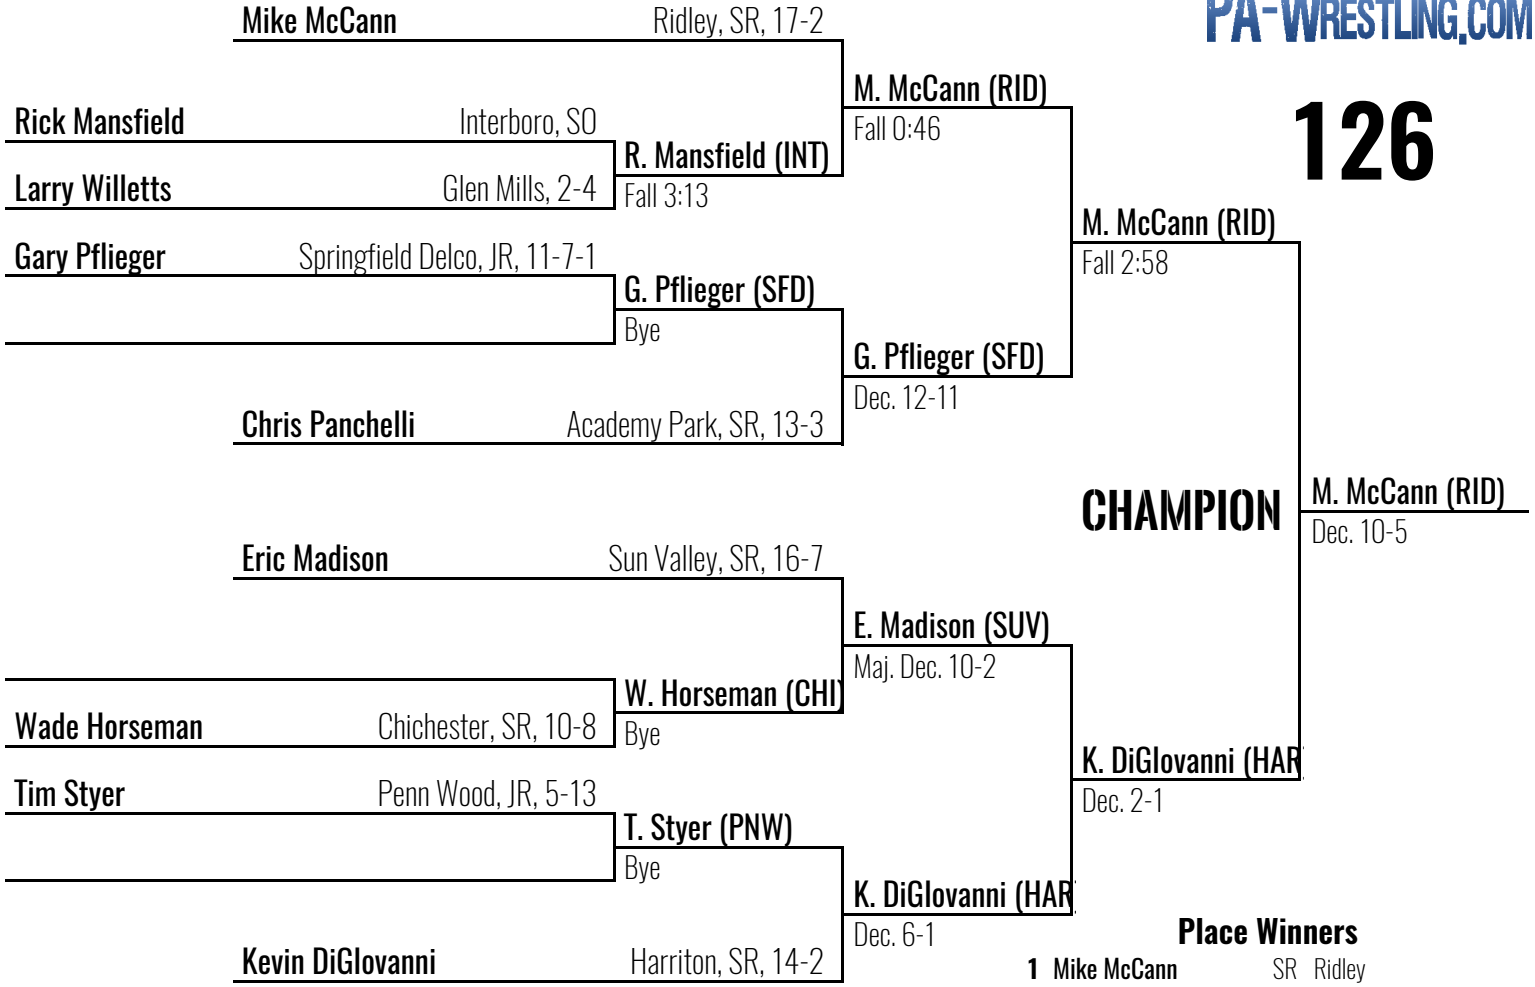 Mike McCann Ridley, SR, 17-2
PA-WRESTLING.COM
M. McCann (RID)
126
Rick Mansfield Interboro, SO
Fall 0:46
R. Mansfield (INT)
Larry Willetts Glen Mills, 2-4
Fall 3:13
M. McCann (RID)
Gary Pflieger Springfield Delco, JR, 11-7-1
Fall 2:58
G. Pflieger (SFD)
Bye
G. Pflieger (SFD)
Dec. 12-11
Chris Panchelli Academy Park, SR, 13-3
CHAMPION
M. McCann (RID)
Dec. 10-5
Eric Madison Sun Valley, SR, 16-7
E. Madison (SUV)
Maj. Dec. 10-2
W. Horseman (CHI)
Wade Horseman Chichester, SR, 10-8
Bye
K. DiGIovanni (HAR
Tim Styer Penn Wood, JR, 5-13
Dec. 2-1
T. Styer (PNW)
Bye
K. DiGIovanni (HAR
Dec. 6-1
Place Winners
Kevin DiGIovanni Harriton, SR, 14-2
1 Mike McCann SR Ridley